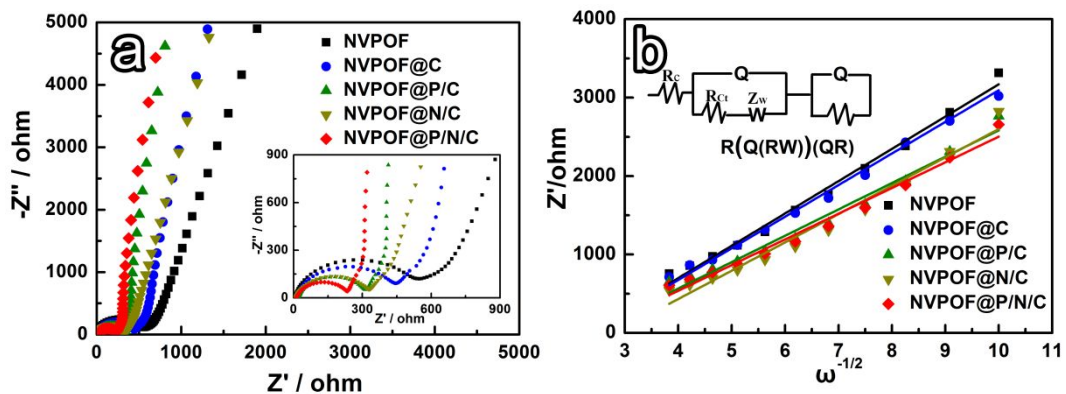 a
-Z'' / ohm
5000
4000
3000
2000
1000
0
0 1000 2000 3000 4000 5000
Z' / ohm
NVPOF
NVPOF@C
NVPOF@P/C
NVPOF@N/C
NVPOF@P/N/C
-Z'' / ohm
900
600
300
0
0 300 600 900
Z' / ohm
b
Z'/ohm
5000
4000
3000
2000
1000
0
3 4 5 6 7 8 9 10 11
ω-1/2
Rc Q Q
RCt Zw
R(Q(RW))(QR)
NVPOF
NVPOF@C
NVPOF@P/C
NVPOF@N/C
NVPOF@P/N/C